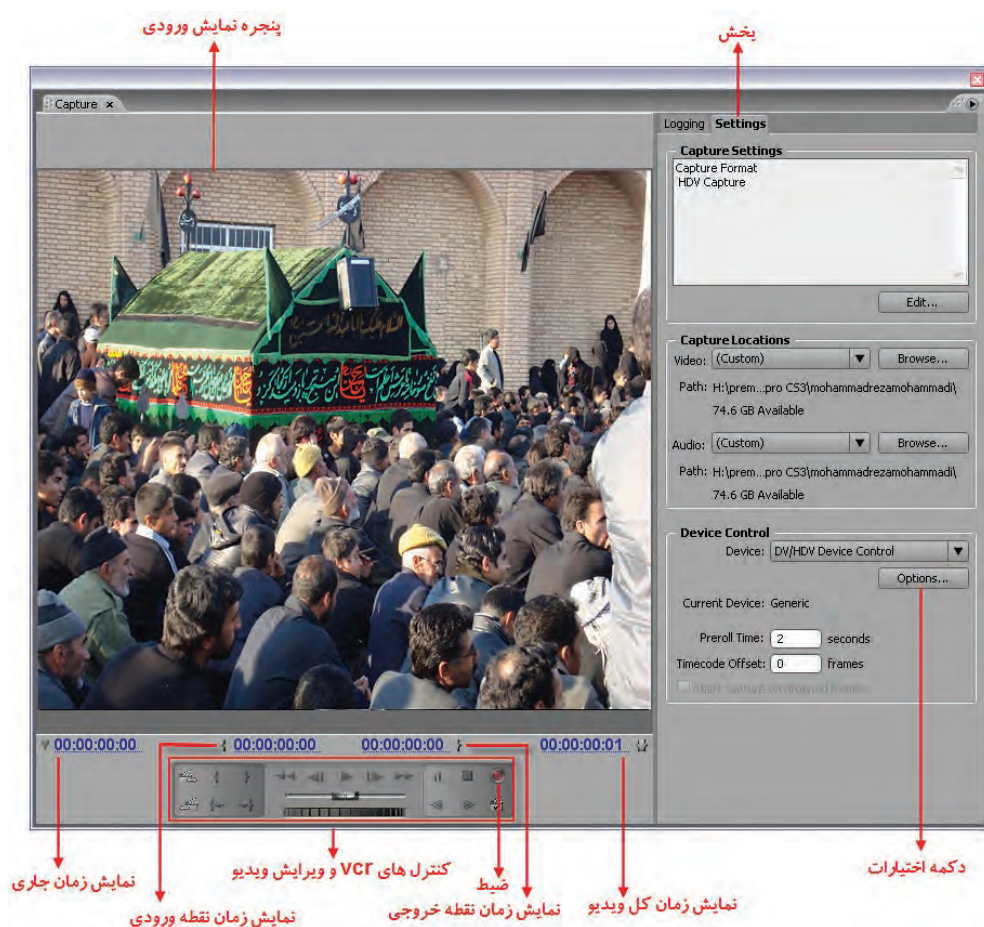 پنجره نمایش ورودی
بخش
Capture
Logging Settings
Capture Settings
Capture Format
HDV Capture
Edit...
Capture Locations
Video: (Custom) Browse...
Path: H:\prem...pro CS3\mohammadrezamohammadi\
74.6 GB Available
Audio: (Custom) Browse...
Path: H:\prem...pro CS3\mohammadrezamohammadi\
74.6 GB Available
Device Control
Device: DV/HDV Device Control
Options...
Current Device: Generic
Preroll Time: 2 seconds
Timecode Offset: 0 frames
Abort capture on dropped frames
00:00:00:00 { 00:00:00:00 00:00:00:00 } 00:00:00:01 {}
نمایش زمان جاری
نمایش زمان نقطه ورودی
کنترل های vcr و ویرایش ویدیو
ضبط
نمایش زمان نقطه خروجی
نمایش زمان کل ویدیو
دکمه اختیارات